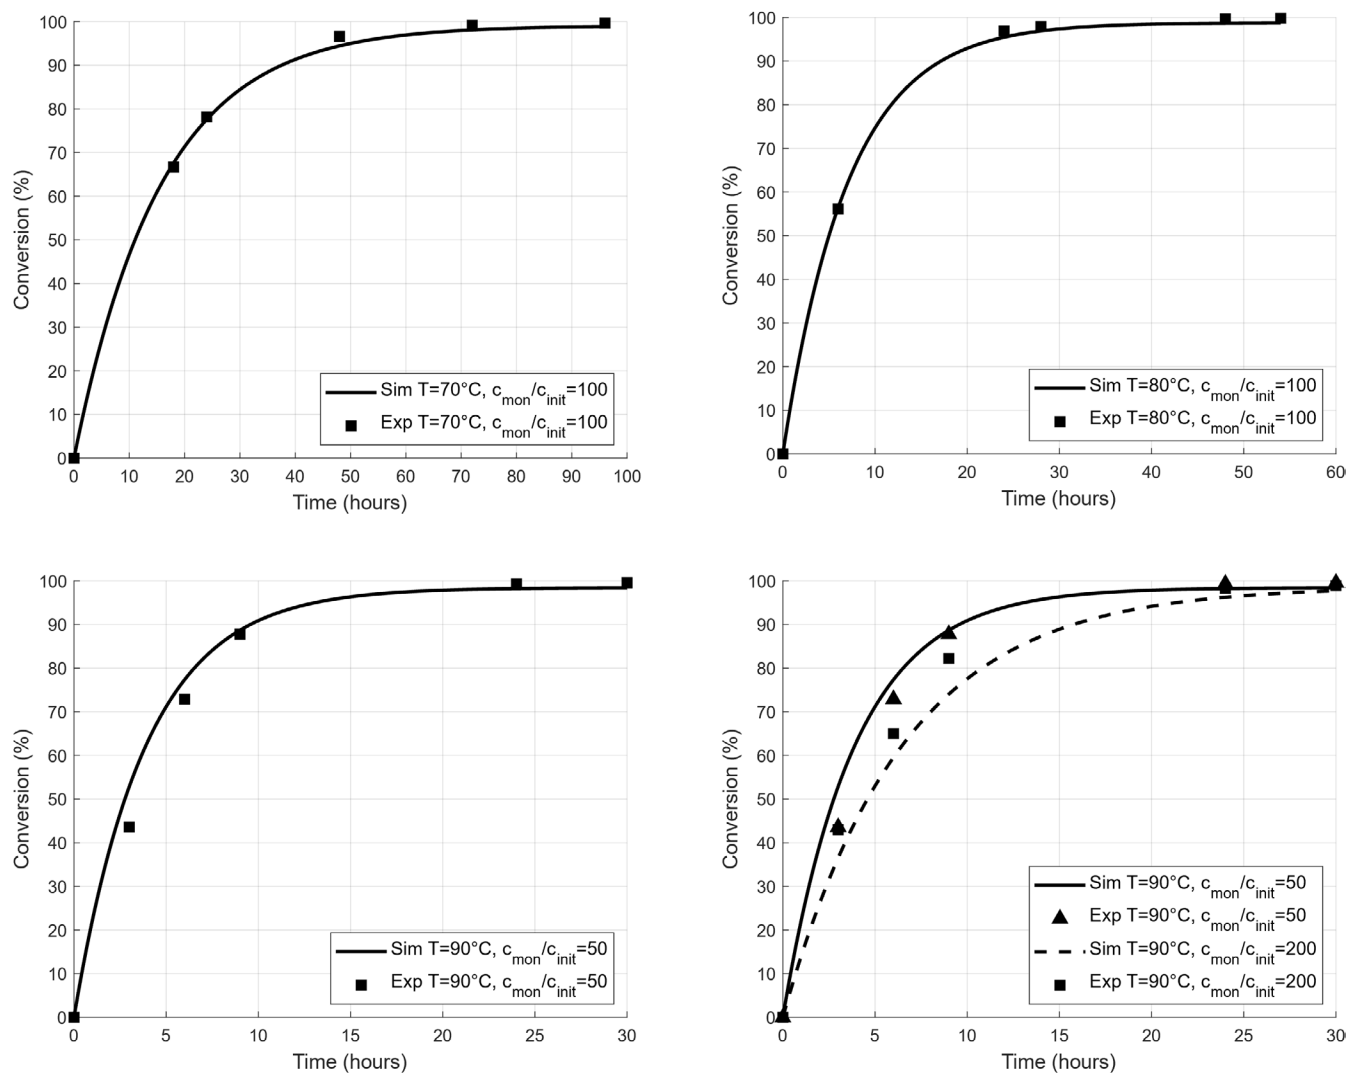 100
90
80
70
60
50
40
30
20
10
0
Conversion (%)
0 10 20 30 40 50 60 70 80 90 100
Time (hours)
Sim T=70°C, cmon/cinit=100
Exp T=70°C, cmon/cinit=100
100
90
80
70
60
50
40
30
20
10
0
Conversion (%)
0 10 20 30 40 50 60
Time (hours)
Sim T=80°C, cmon/cinit=100
Exp T=80°C, cmon/cinit=100
100
90
80
70
60
50
40
30
20
10
0
Conversion (%)
0 5 10 15 20 25 30
Time (hours)
Sim T=90°C, cmon/cinit=50
Exp T=90°C, cmon/cinit=50
100
90
80
70
60
50
40
30
20
10
0
Conversion (%)
0 5 10 15 20 25 30
Time (hours)
Sim T=90°C, cmon/cinit=50
Exp T=90°C, cmon/cinit=50
Sim T=90°C, cmon/cinit=200
Exp T=90°C, cmon/cinit=200